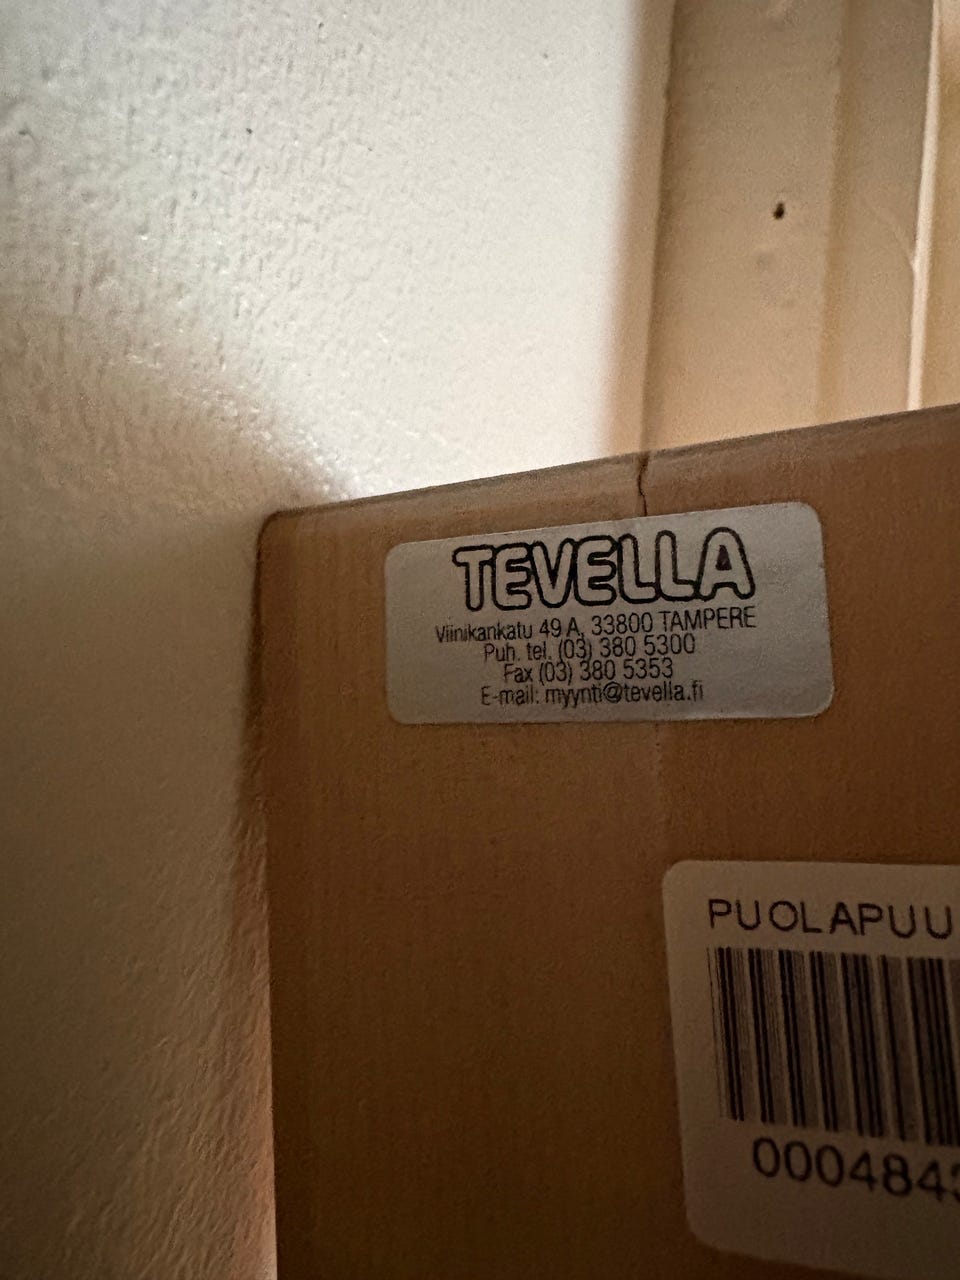 TEVELLA
Viinikankatu 49 A, 33800 TAMPERE
Puh. tel. (03) 380 5300
Fax (03) 380 5353
E-mail: myynti@tevella.fi
PUOLAPUU
000484